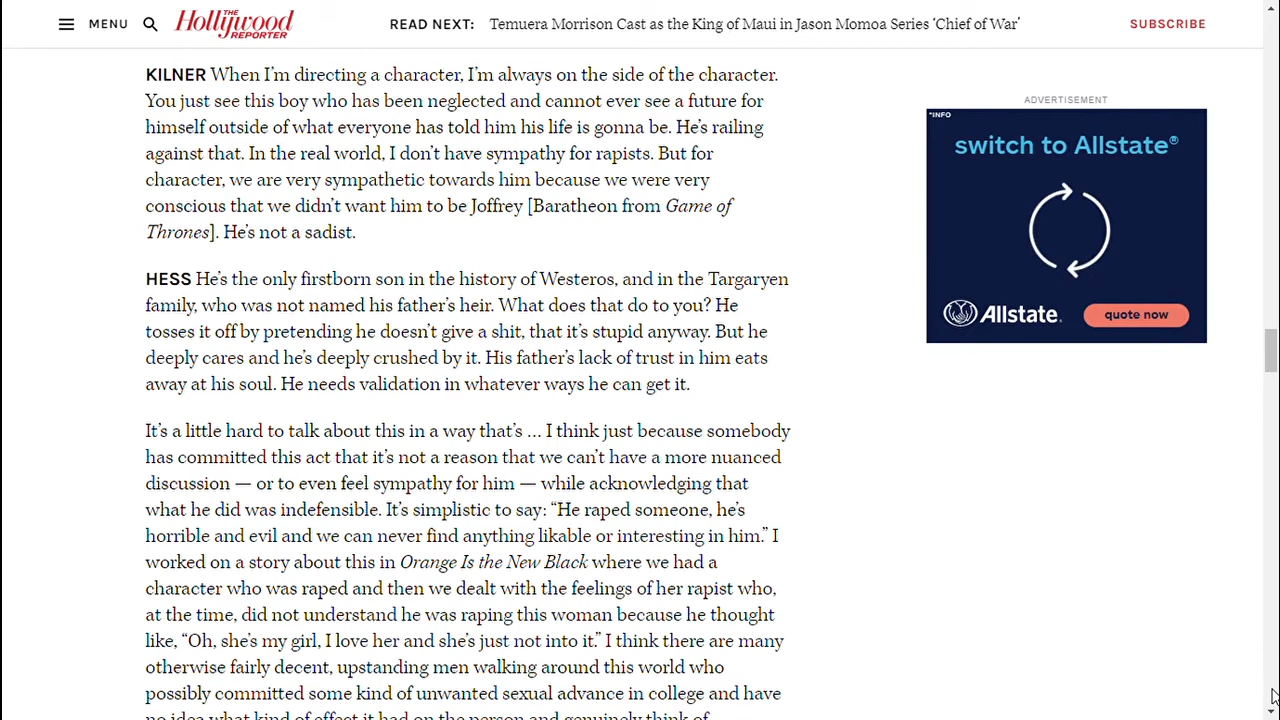 MENU
THE
Hollywood
REPORTER
READ NEXT: Temuera Morrison Cast as the King of Maui in Jason Momoa Series ‘Chief of War’
SUBSCRIBE
KILNER When I’m directing a character, I’m always on the side of the character.
You just see this boy who has been neglected and cannot ever see a future for
himself outside of what everyone has told him his life is gonna be. He’s railing
against that. In the real world, I don’t have sympathy for rapists. But for
character, we are very sympathetic towards him because we were very
conscious that we didn’t want him to be Joffrey [Baratheon from Game of
Thrones]. He’s not a sadist.
HESS He’s the only firstborn son in the history of Westeros, and in the Targaryen
family, who was not named his father’s heir. What does that do to you? He
tosses it off by pretending he doesn’t give a shit, that it’s stupid anyway. But he
deeply cares and he’s deeply crushed by it. His father’s lack of trust in him eats
away at his soul. He needs validation in whatever ways he can get it.
It’s a little hard to talk about this in a way that’s … I think just because somebody
has committed this act that it’s not a reason that we can’t have a more nuanced
discussion — or to even feel sympathy for him — while acknowledging that
what he did was indefensible. It’s simplistic to say: “He raped someone, he’s
horrible and evil and we can never find anything likable or interesting in him.” I
worked on a story about this in Orange Is the New Black where we had a
character who was raped and then we dealt with the feelings of her rapist who,
at the time, did not understand he was raping this woman because he thought
like, “Oh, she’s my girl, I love her and she’s just not into it.” I think there are many
otherwise fairly decent, upstanding men walking around this world who
possibly committed some kind of unwanted sexual advance in college and have
no idea what kind of effect it had on the person and genuinely think of
ADVERTISEMENT
*INFO
switch to Allstate®
Allstate.
quote now